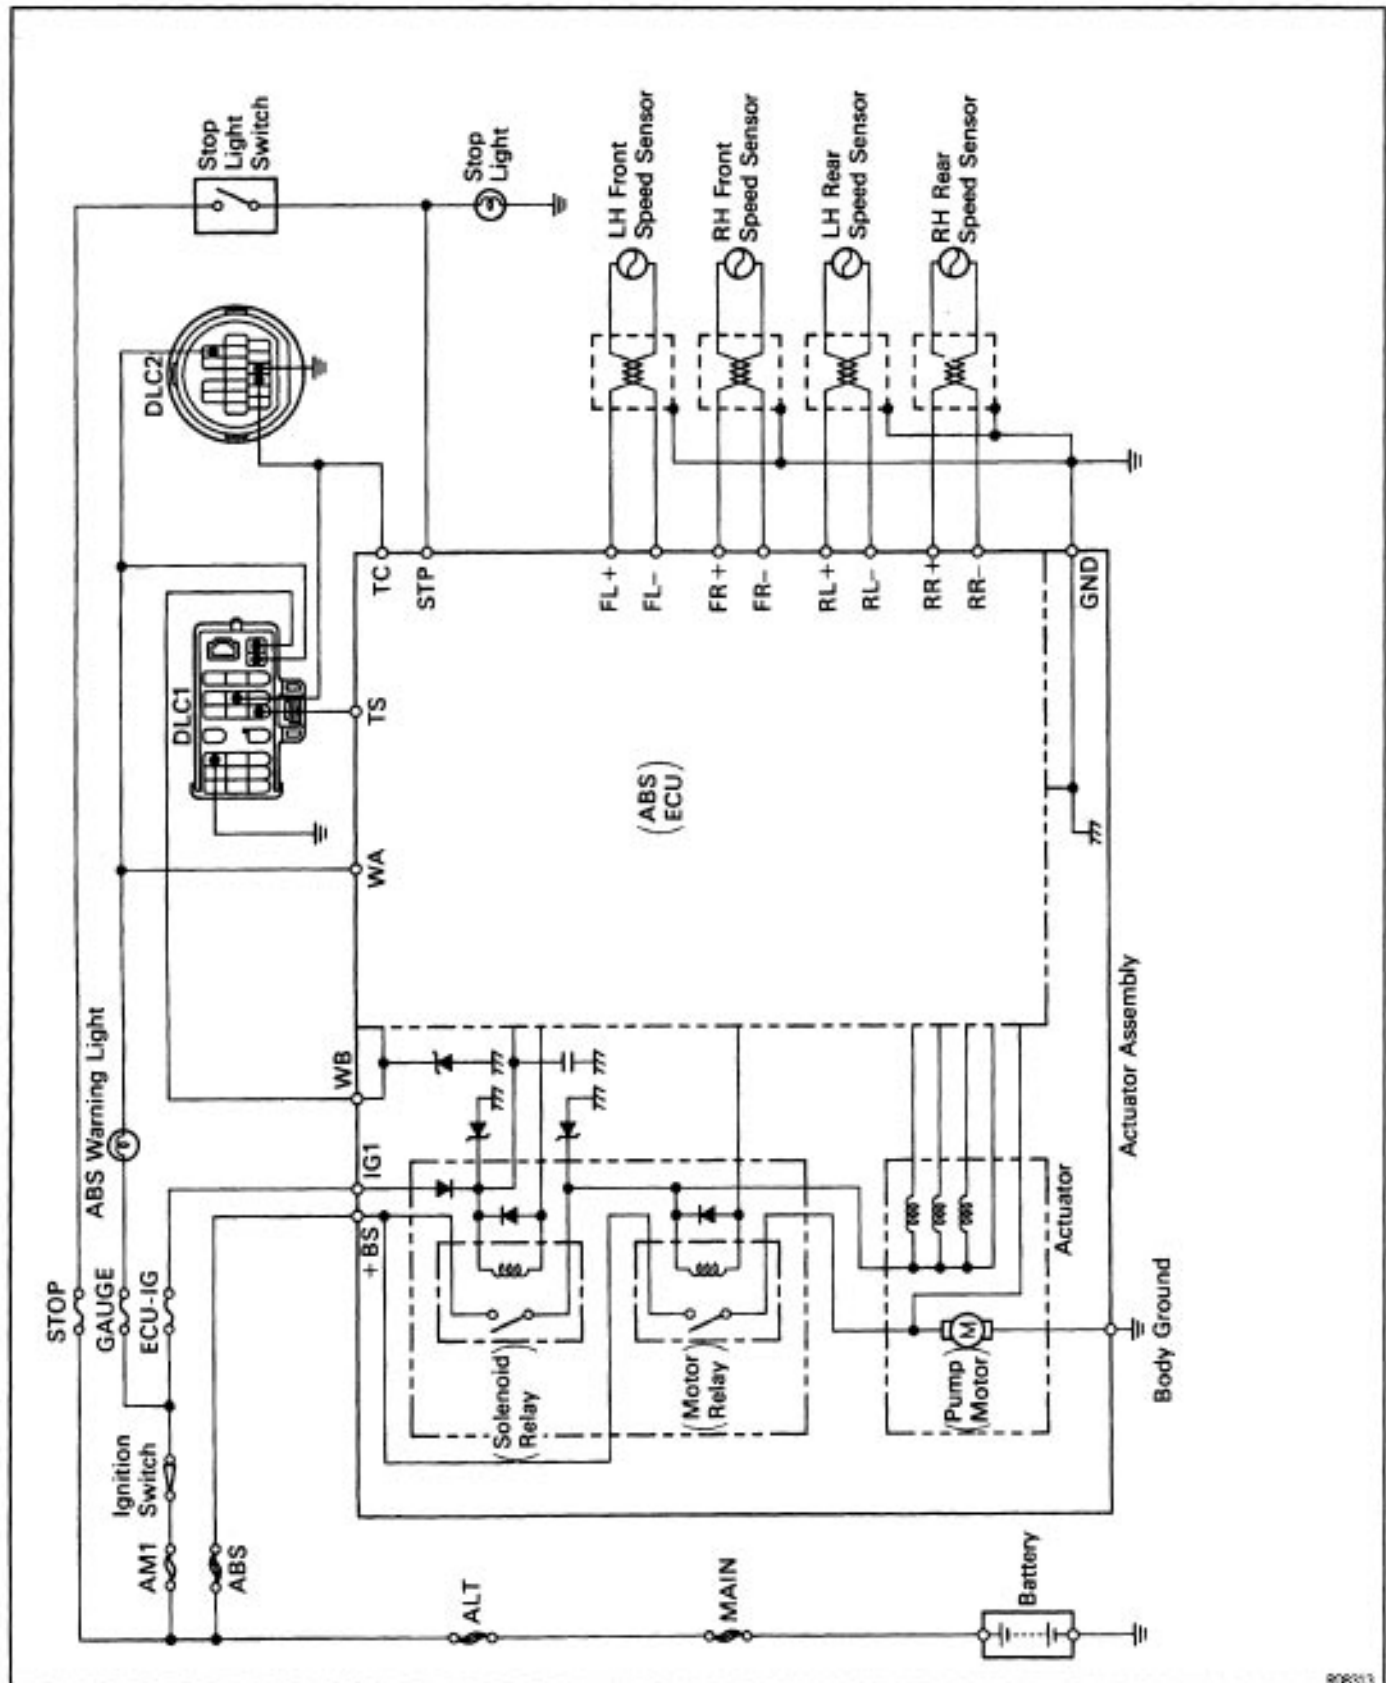 STOP
GAUGE
ECU-IG
ABS Warning Light
Ignition
Switch
AM1
ABS
ALT
MAIN
Battery
DLC1
DLC2
Stop
Light
Switch
Stop
Light
LH Front
Speed Sensor
RH Front
Speed Sensor
LH Rear
Speed Sensor
RH Rear
Speed Sensor
+BS
IG1
WB
WA
TS
TC
STP
FL+
FL-
FR+
FR-
RL+
RL-
RR+
RR-
GND
(ABS
ECU)
(Solenoid
Relay)
(Motor
Relay)
(Pump
Motor)
M
Actuator
Actuator Assembly
Body Ground
R08313